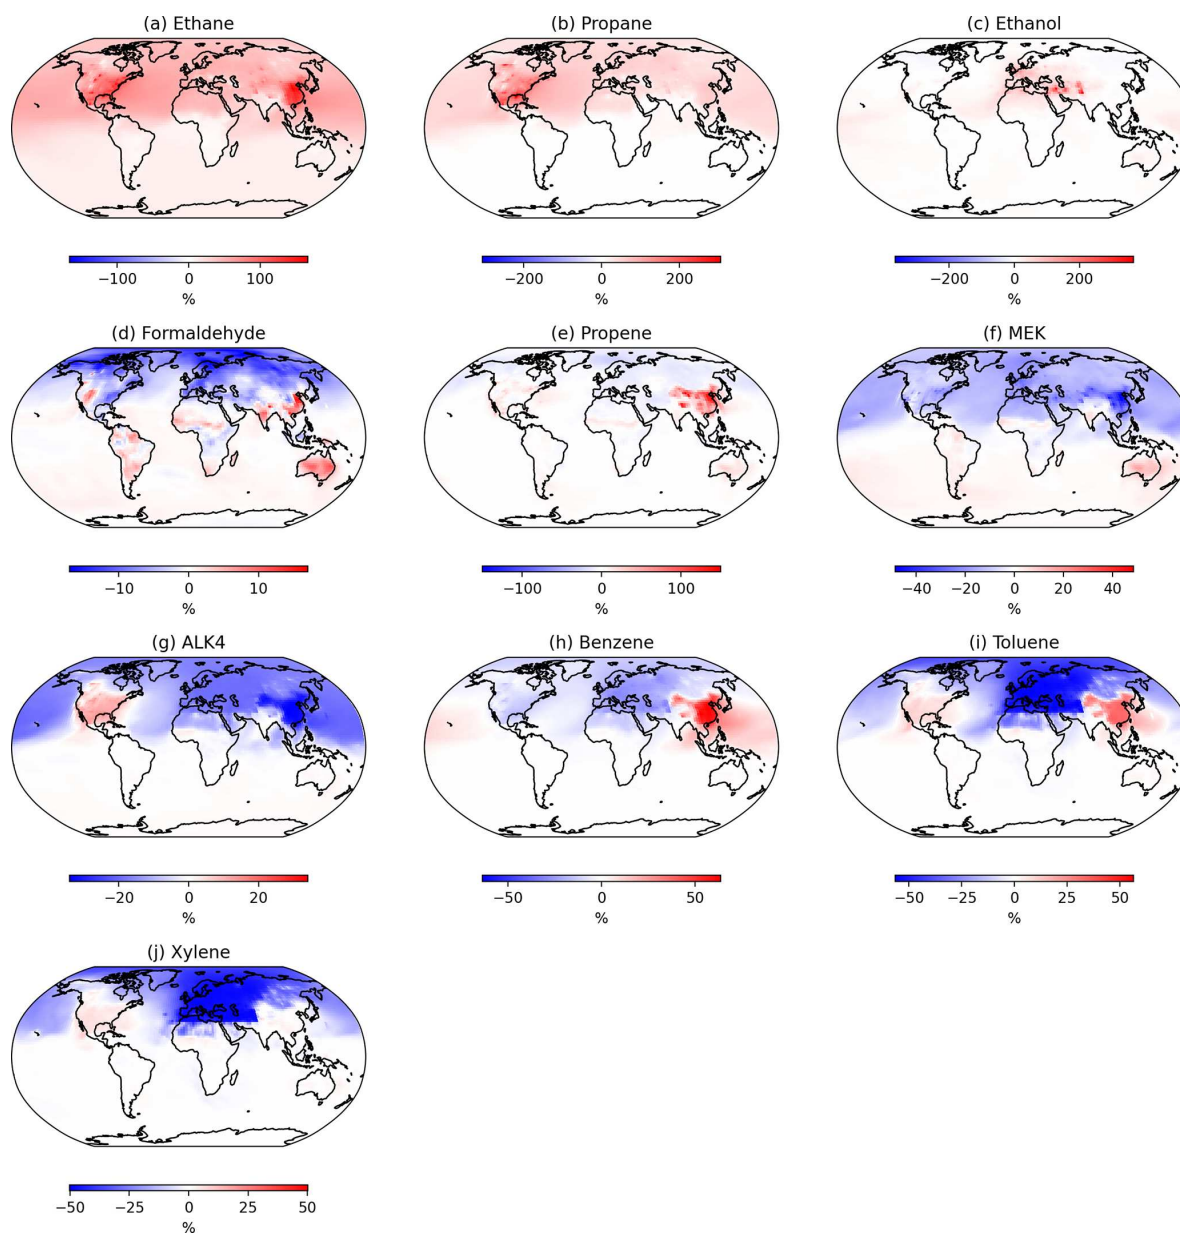 (a) Ethane
(b) Propane
(c) Ethanol
−100 0 100
%
−200 0 200
%
−200 0 200
%
(d) Formaldehyde
(e) Propene
(f) MEK
−10 0 10
%
−100 0 100
%
−40 −20 0 20 40
%
(g) ALK4
(h) Benzene
(i) Toluene
−20 0 20
%
−50 0 50
%
−50 −25 0 25 50
%
(j) Xylene
−50 −25 0 25 50
%